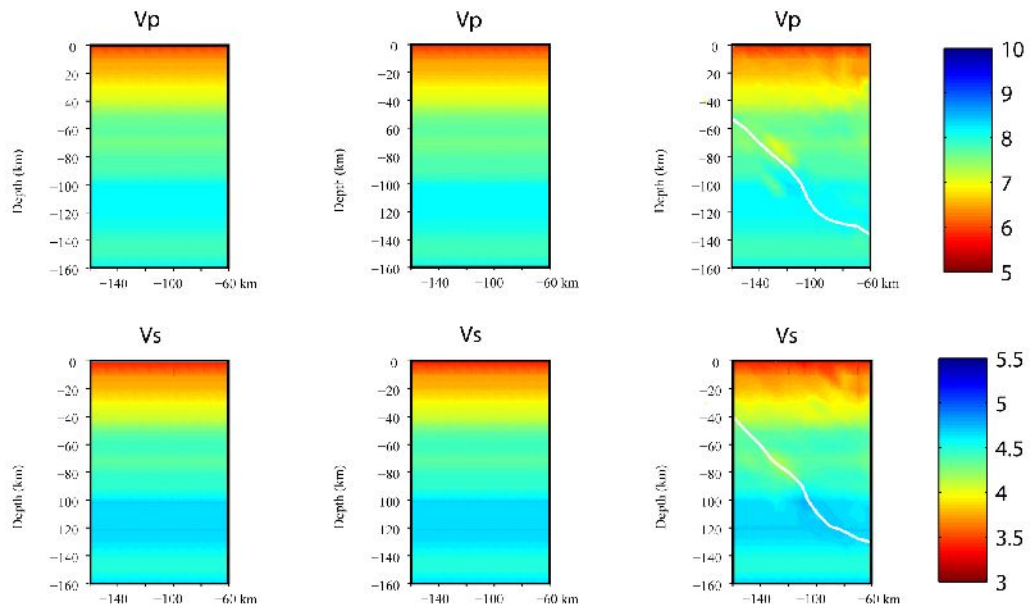 Vp Vp Vp
0 0 0 10
−20 −20 −20 9
−40 −40 −40
−60 −60 −60 8
Depth (km) Depth (km) Depth (km)
−80 −80 −80
−100 −100 −100 7
−120 −120 −120
−140 −140 −140 6
−160 −160 −160 5
−140 −100 −60 km −140 −100 −60 km −140 −100 −60 km
Vs Vs Vs
0 0 0 5.5
−20 −20 −20 5
−40 −40 −40
−60 −60 −60 4.5
−80 −80 −80
Depth (km) Depth (km) Depth (km)
−100 −100 −100 4
−120 −120 −120 3.5
−140 −140 −140
−160 −160 −160 3
−140 −100 −60 km −140 −100 −60 km −140 −100 −60 km